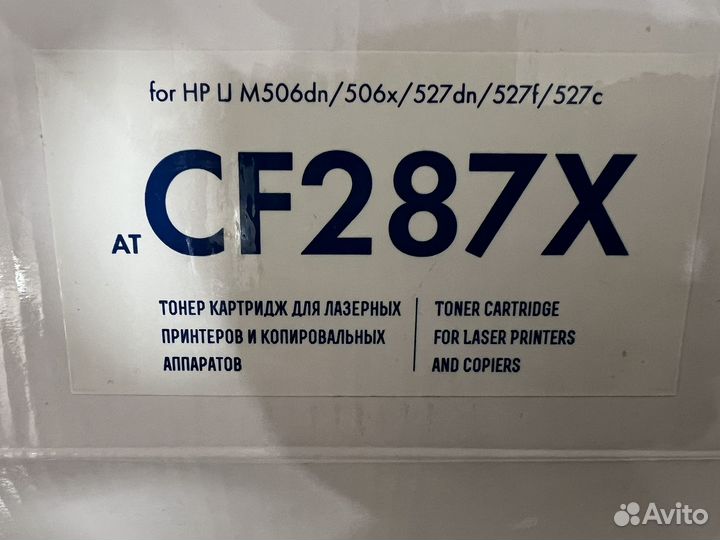 for HP LJ M506dn/506x/527dn/527f/527c
AT CF287X
ТОНЕР КАРТРИДЖ ДЛЯ ЛАЗЕРНЫХ
ПРИНТЕРОВ И КОПИРОВАЛЬНЫХ
АППАРАТОВ
TONER CARTRIDGE
FOR LASER PRINTERS
AND COPIERS
Avito